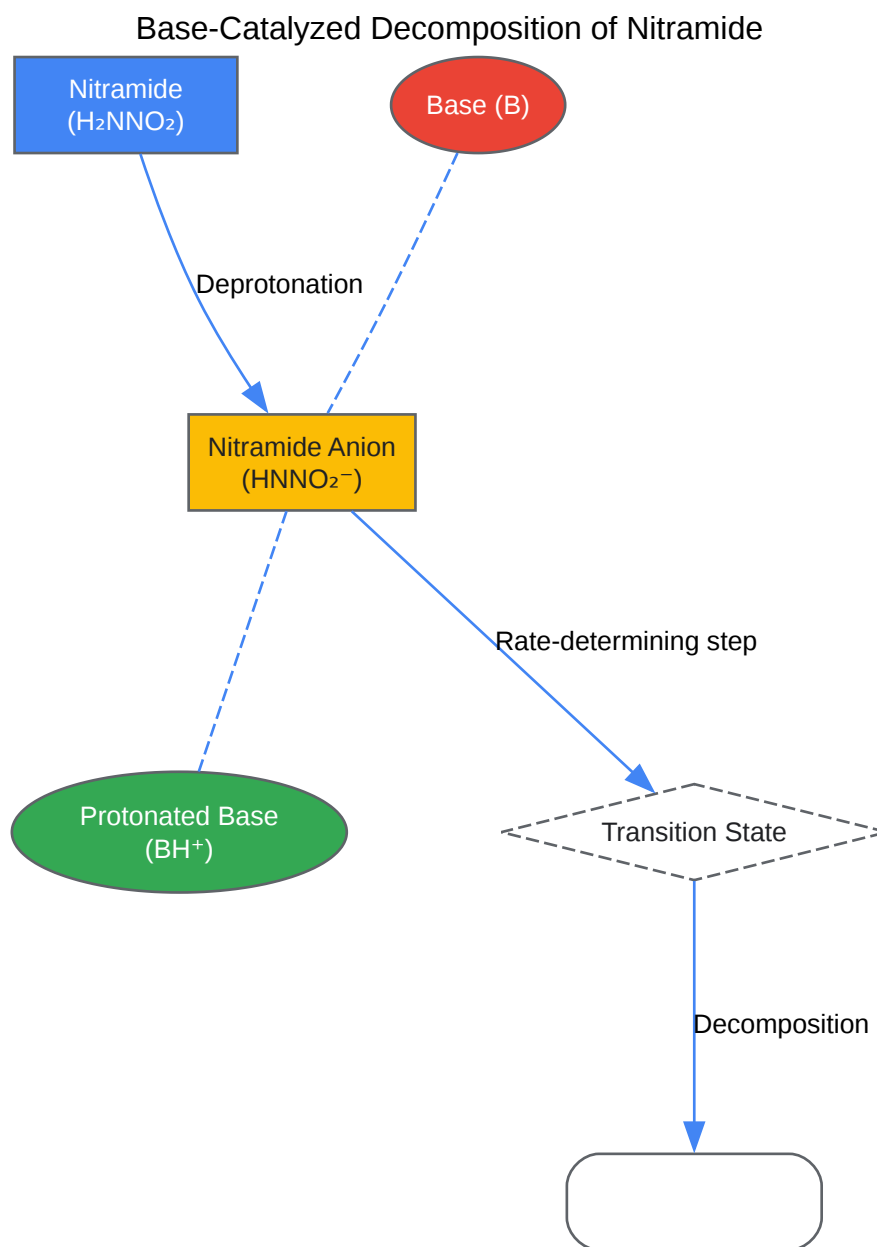 Base-Catalyzed Decomposition of Nitramide
Nitramide
(H₂NNO₂)
Base (B)
Deprotonation
Nitramide Anion
(HNNO₂⁻)
Rate-determining step
Protonated Base
(BH⁺)
Transition State
Decomposition